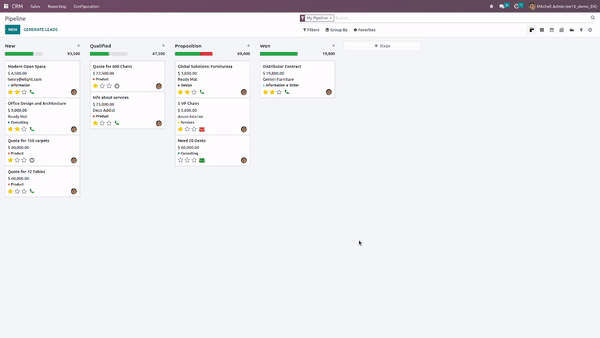 CRM Sales Reporting Configuration Mitchell Admin (pv16_demo_EN)
Pipeline
My Pipeline Search...
NEW GENERATE LEADS
Filters Group By Favorites
New
93,500
Modern Open Space
$ 4,500.00
Information
Office Design and Architecture
$ 9,000.00
Ready Mat
Consulting
Quote for 150 carpets
$ 40,000.00
Product
Quote for 12 Tables
$ 40,000.00
Product
Qualified
47,500
Quote for 600 Chairs
$ 22,500.00
Product
Info about services
$ 25,000.00
Deco Addict
Product
Proposition
69,400
Global Solutions: Furnitures
$ 3,800.00
Ready Mat
Design
5 VP Chairs
$ 5,600.00
Azure Interior
Services
Need 20 Desks
$ 60,000.00
Consulting
Won
19,800
Distributor Contract
$ 19,800.00
Gemini Furniture
Information Other
+ Stage